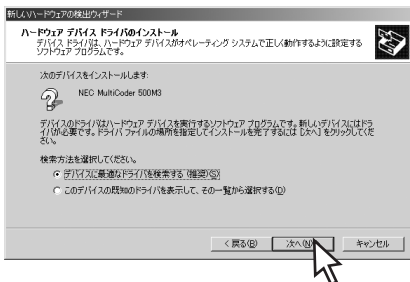 新しいハードウェアの検出ウィザード
ハードウェア デバイス ドライバのインストール
デバイス ドライバは、ハードウェア デバイスがオペレーティング システムで正しく動作するように設定する
ソフトウェア プログラムです。
次のデバイスをインストールします:
NEC MultiCoder 500M3
デバイスのドライバはハードウェア デバイスを実行するソフトウェア プログラムです。新しいデバイスにはドラ
イバが必要です。ドライバ ファイルの場所を指定してインストールを完了するには [次へ] をクリックしてくだ
さい。
検索方法を選択してください。
デバイスに最適なドライバを検索する (推奨)(S)
このデバイスの既知のドライバを表示して、その一覧から選択する(D)
< 戻る(B)
次へ(N)
キャンセル